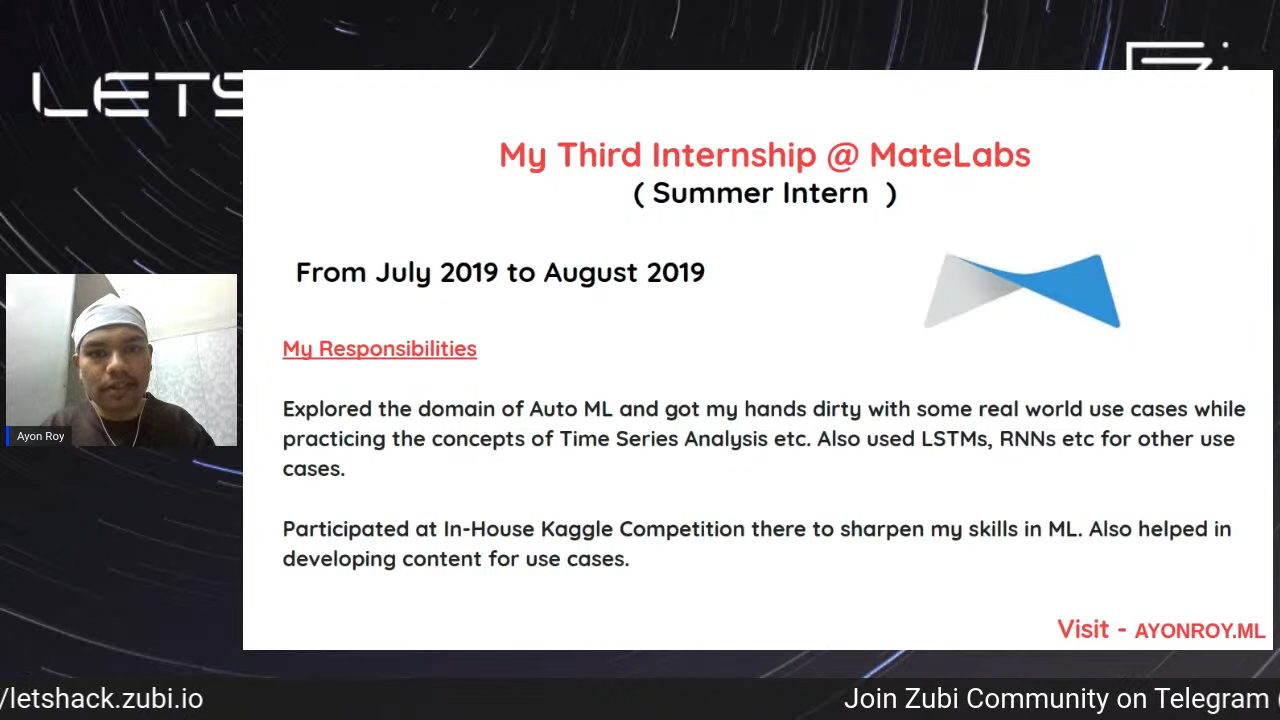 LETS
My Third Internship @ MateLabs
( Summer Intern )
From July 2019 to August 2019
My Responsibilities
Explored the domain of Auto ML and got my hands dirty with some real world use cases while
practicing the concepts of Time Series Analysis etc. Also used LSTMs, RNNs etc for other use
cases.
Participated at In-House Kaggle Competition there to sharpen my skills in ML. Also helped in
developing content for use cases.
Visit - AYONROY.ML
Ayon Roy
/letshack.zubi.io
Join Zubi Community on Telegram (